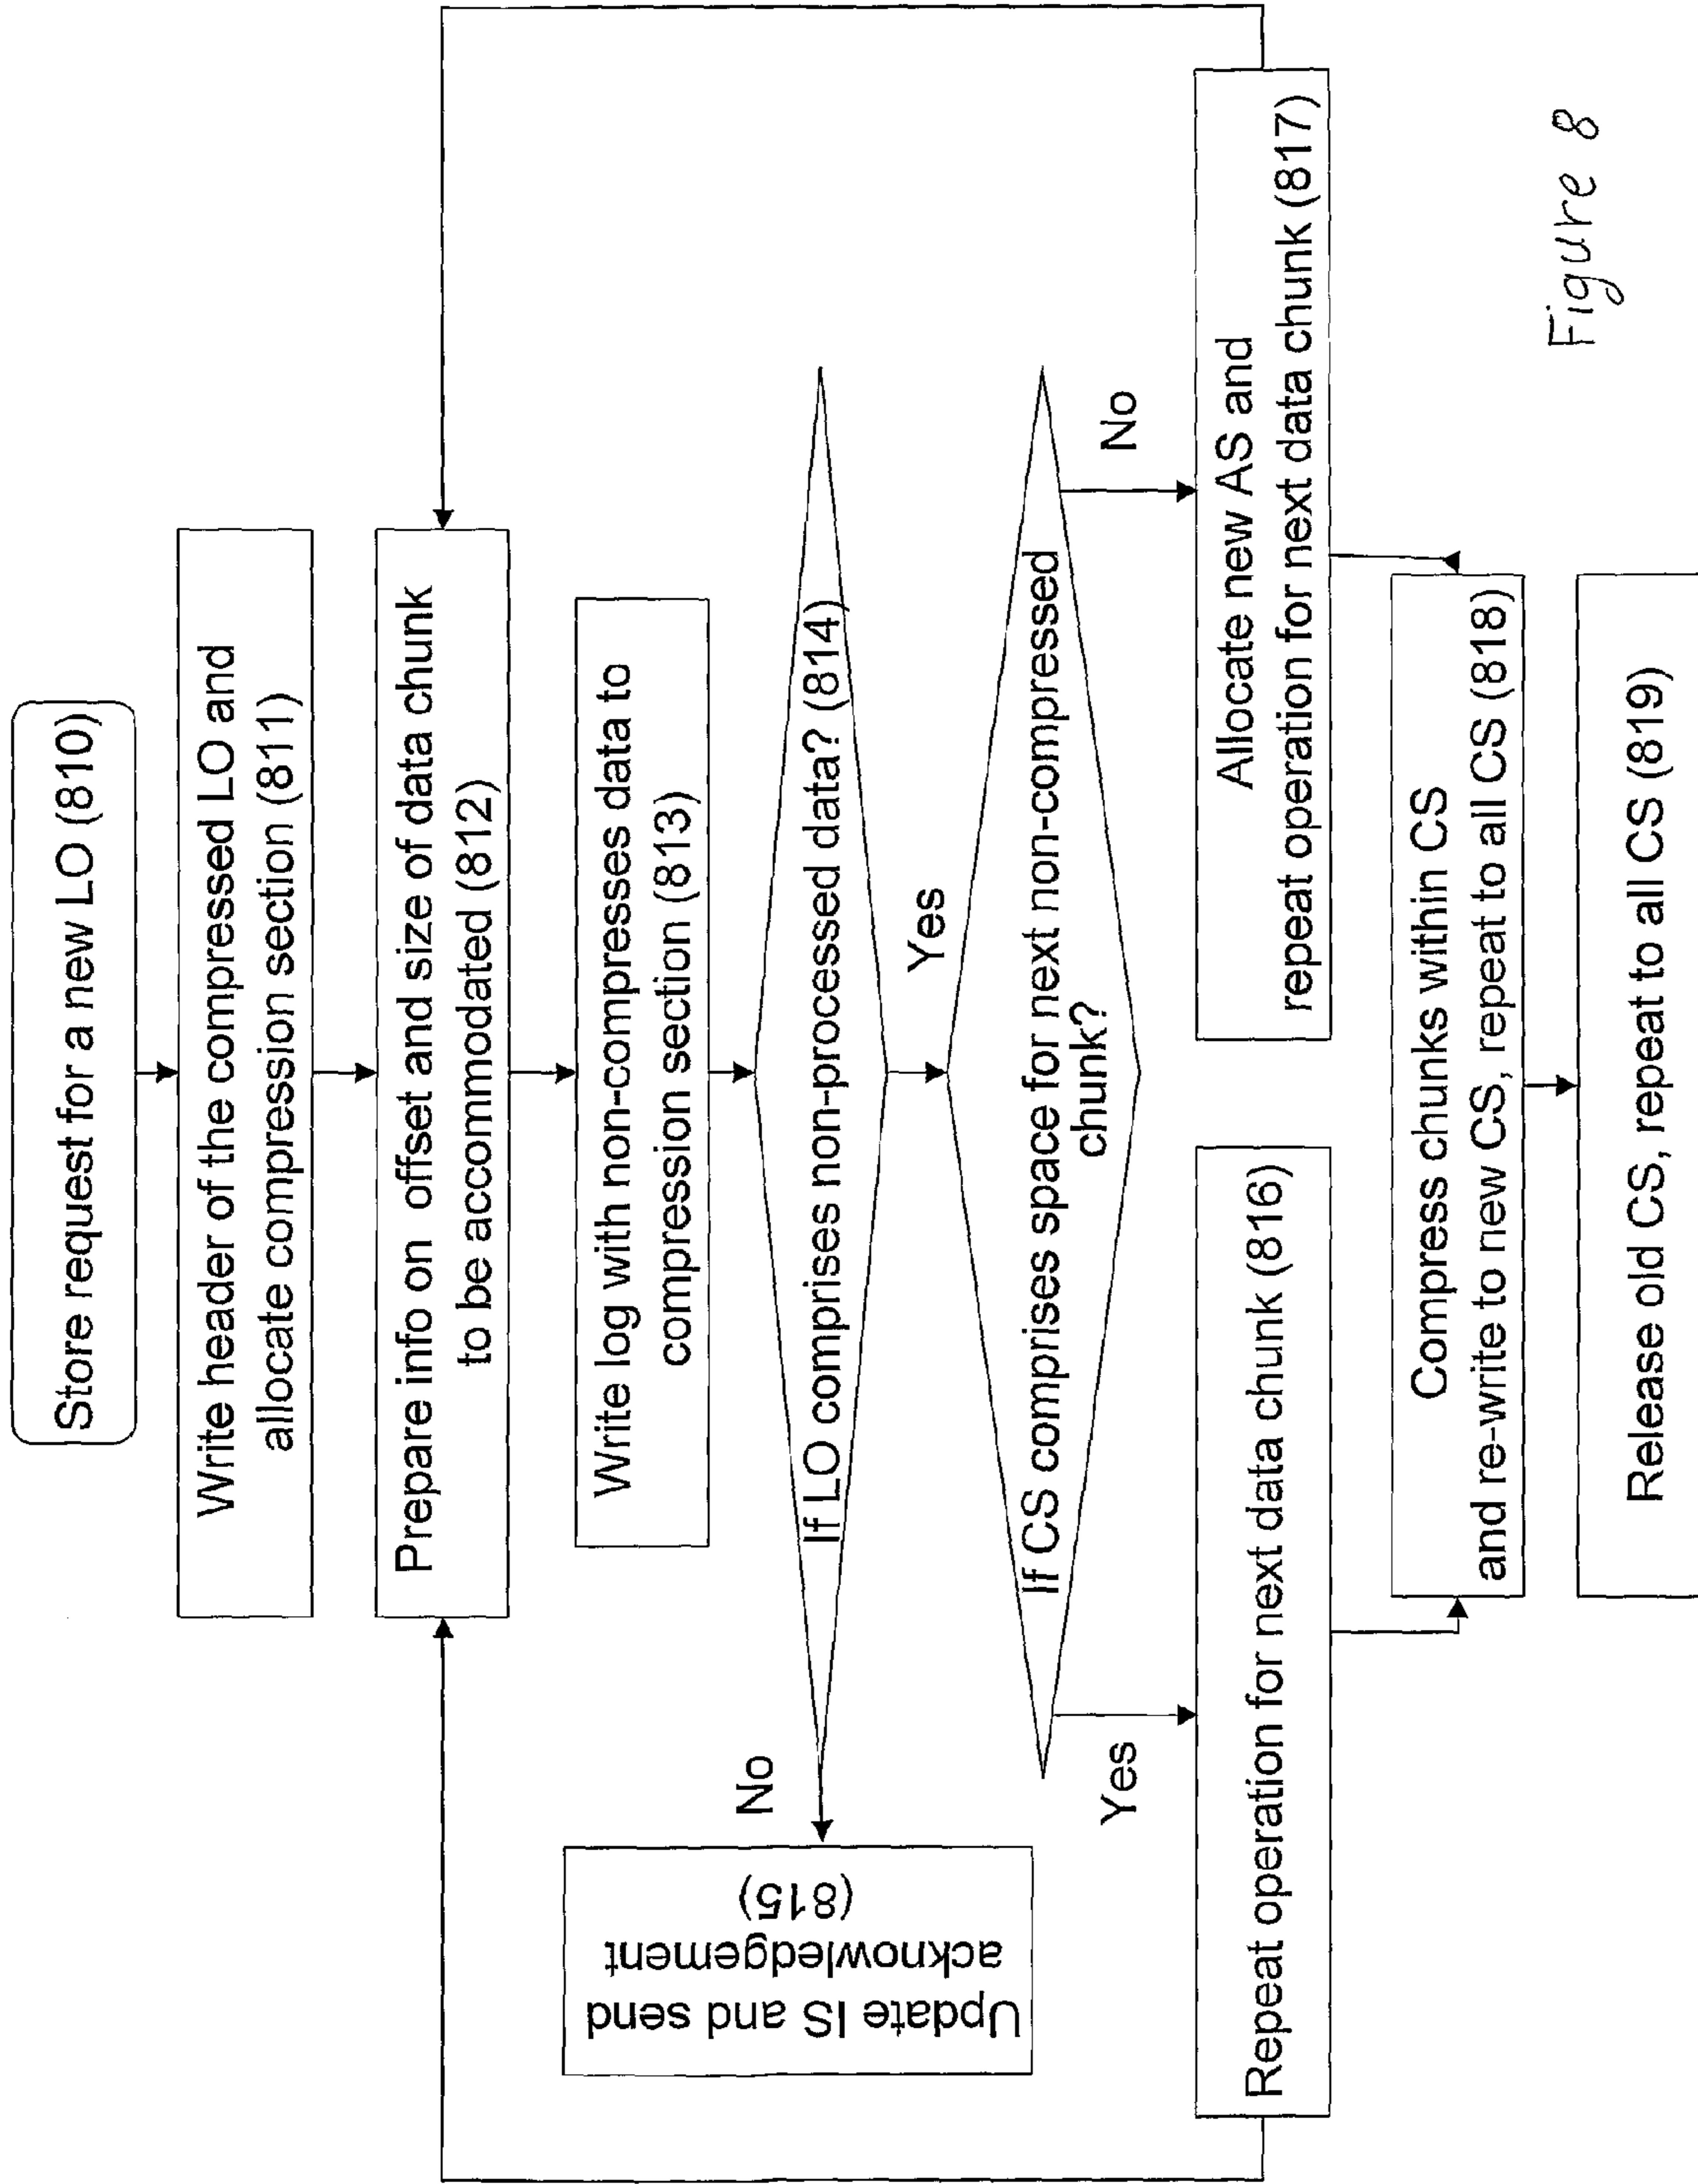 Store request for a new LO (810)
Write header of the compressed LO and
allocate compression section (811)
Prepare info on offset and size of data chunk
to be accommodated (812)
Write log with non-compresses data to
compression section (813)
If LO comprises non-processed data? (814)
No
Update IS and send
acknowledgement
(815)
Yes
If CS comprises space for next non-compressed
chunk?
Yes
No
Repeat operation for next data chunk (816)
Allocate new AS and
repeat operation for next data chunk (817)
Compress chunks within CS
and re-write to new CS, repeat to all CS (818)
Release old CS, repeat to all CS (819)
Figure 8